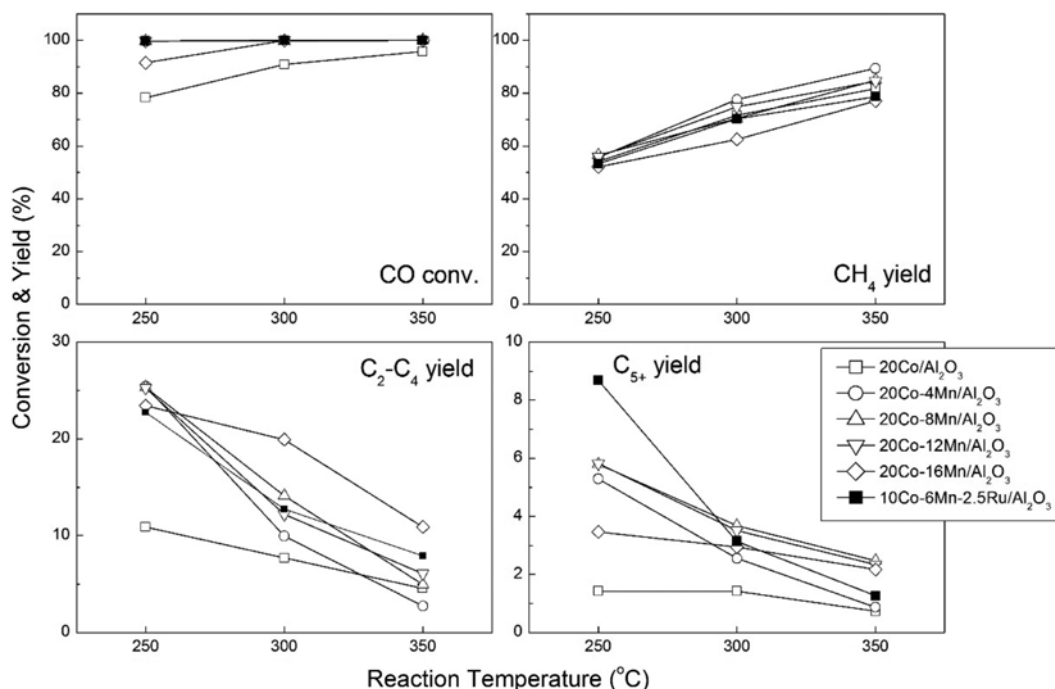 Conversion & Yield (%)
100
80
60
40
20
0
250
300
350
CO conv.
100
80
60
40
20
0
250
300
350
CH₄ yield
30
20
10
0
250
300
350
C₂-C₄ yield
10
8
6
4
2
0
250
300
350
C₅₊ yield
20Co/Al₂O₃
20Co-4Mn/Al₂O₃
20Co-8Mn/Al₂O₃
20Co-12Mn/Al₂O₃
20Co-16Mn/Al₂O₃
10Co-6Mn-2.5Ru/Al₂O₃
Reaction Temperature (°C)